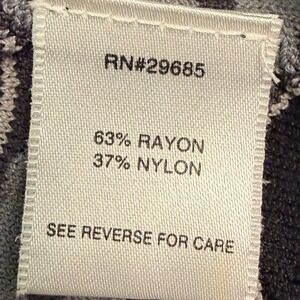 RN#29685
63% RAYON
37% NYLON
SEE REVERSE FOR CARE